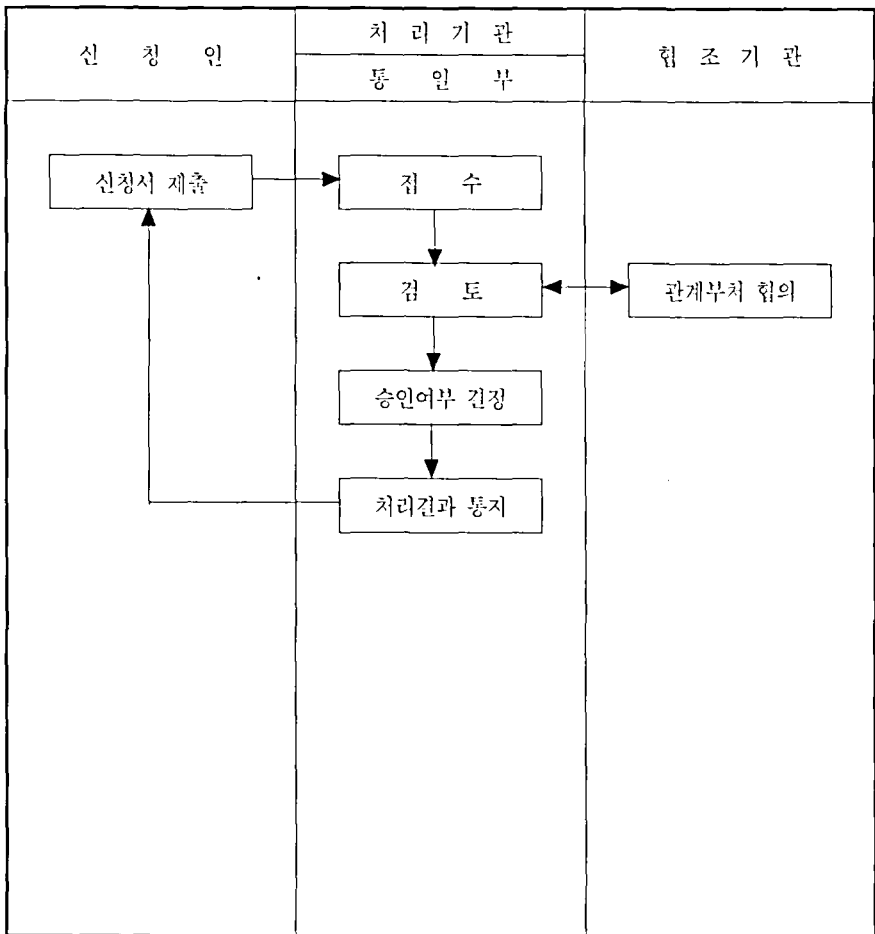 신 청 인
처 리 기 관
통 일 부
협 조 기 관
신청서 제출
접 수
검 토
관계부처 협의
승인여부 결정
처리결과 통지